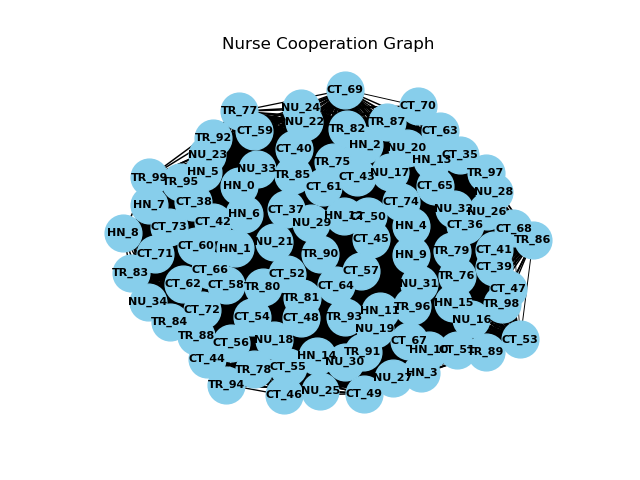 Nurse Cooperation Graph
CT_69
TR_77
NU_24
CT_70
NU_22
TR_87
CT_59
TR_82
CT_63
TR_92
HN_2
NU_20
CT_40
NU_23
CT_35
HN_13
TR_75
NU_33
NU_17
HN_5
TR_97
TR_85
CT_43
TR_99
TR_95
HN_0
CT_61
CT_65
NU_28
CT_38
CT_74
HN_7
CT_37
NU_32
NU_26
HN_6
HN_12
CT_50
CT_42
NU_29
HN_4
CT_36
CT_73
CT_68
HN_8
CT_45
TR_86
NU_21
CT_60
HN_1
TR_79
CT_41
CT_71
TR_90
HN_9
CT_39
CT_66
CT_57
TR_83
CT_52
TR_76
CT_62
CT_58
TR_80
CT_64
NU_31
CT_47
TR_81
NU_34
HN_15
TR_98
TR_96
CT_72
HN_11
CT_54
CT_48
TR_93
TR_84
NU_16
NU_19
TR_88
NU_18
CT_53
CT_56
CT_67
HN_10
CT_51
TR_89
TR_91
HN_14
CT_44
NU_30
CT_55
TR_78
HN_3
NU_27
TR_94
NU_25
CT_46
CT_49